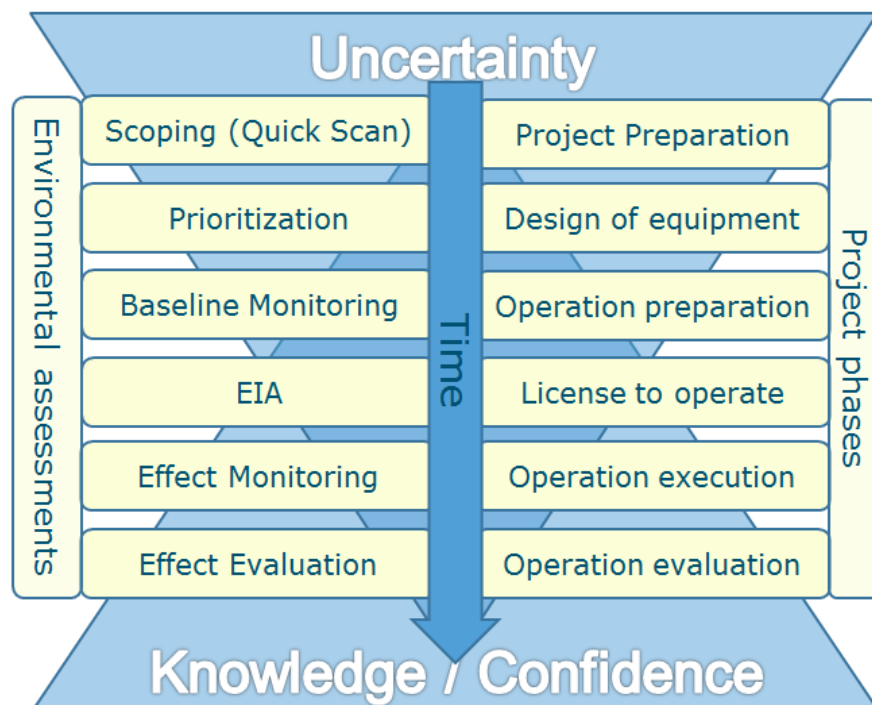 Uncertainty
Environmental assessments
Scoping (Quick Scan)
Project Preparation
Prioritization
Design of equipment
Baseline Monitoring
Operation preparation
Time
EIA
License to operate
Effect Monitoring
Operation execution
Effect Evaluation
Operation evaluation
Project phases
Knowledge / Confidence